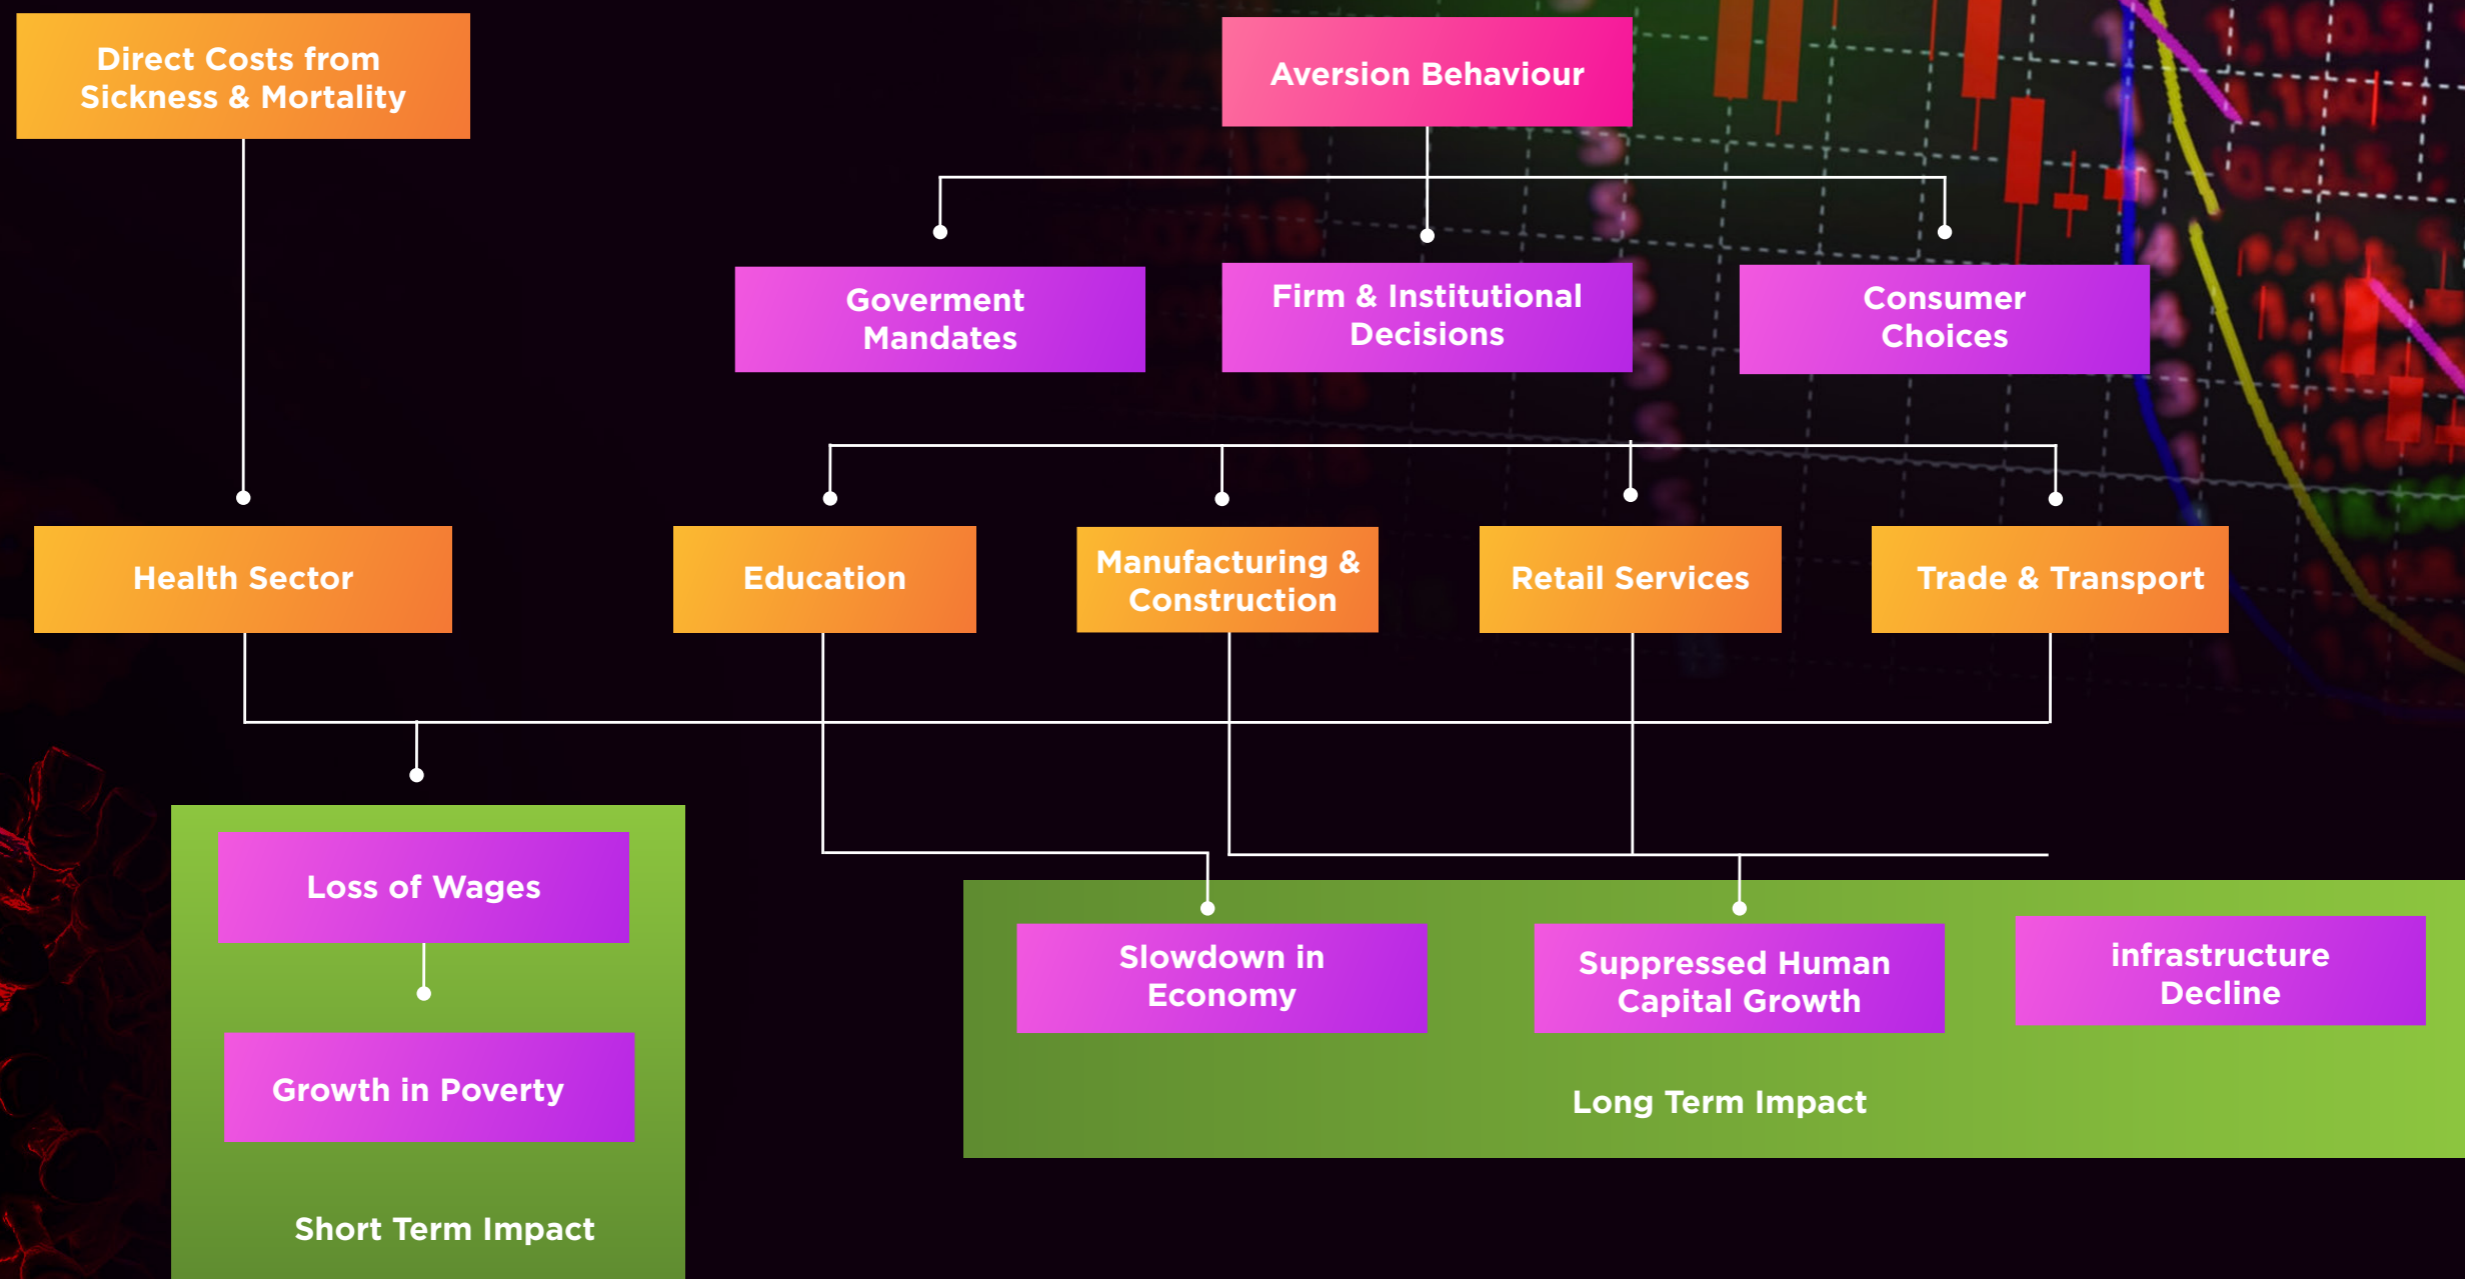 Direct Costs from
Sickness & Mortality
Aversion Behaviour
Goverment
Mandates
Firm & Institutional
Decisions
Consumer
Choices
Health Sector
Education
Manufacturing &
Construction
Retail Services
Trade & Transport
Loss of Wages
Growth in Poverty
Short Term Impact
Slowdown in
Economy
Suppressed Human
Capital Growth
infrastructure
Decline
Long Term Impact